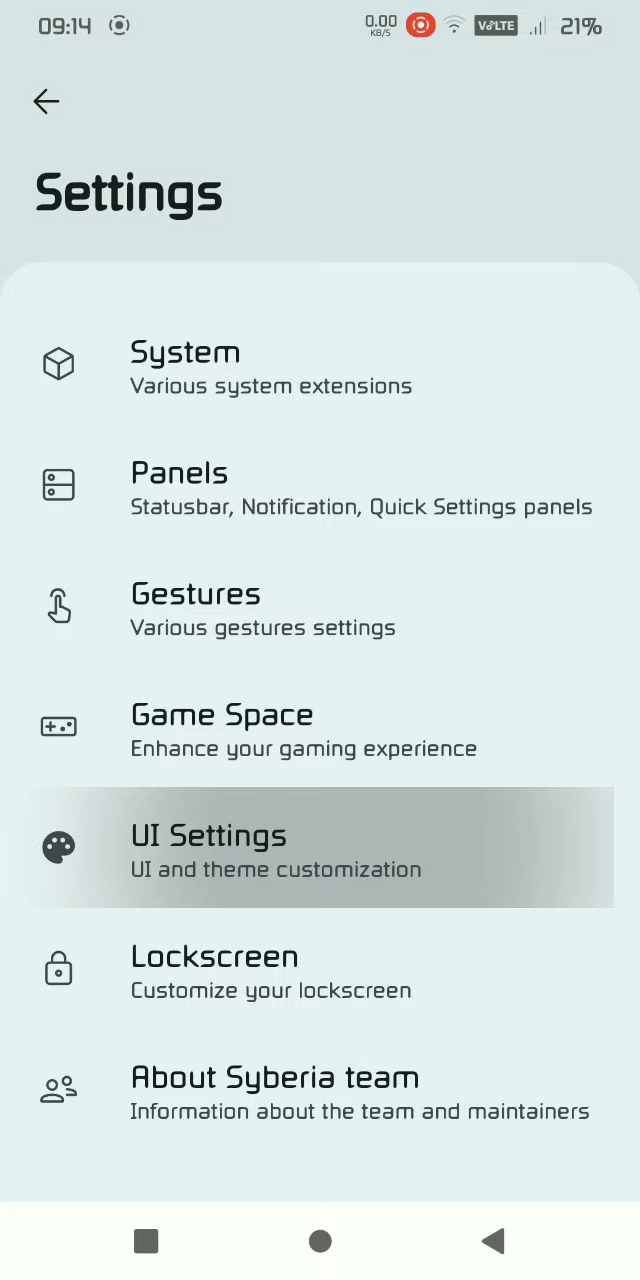 09:14 0.00 KB/S VoLTE 21%
Settings
System
Various system extensions
Panels
Statusbar, Notification, Quick Settings panels
Gestures
Various gestures settings
Game Space
Enhance your gaming experience
UI Settings
UI and theme customization
Lockscreen
Customize your lockscreen
About Syberia team
Information about the team and maintainers